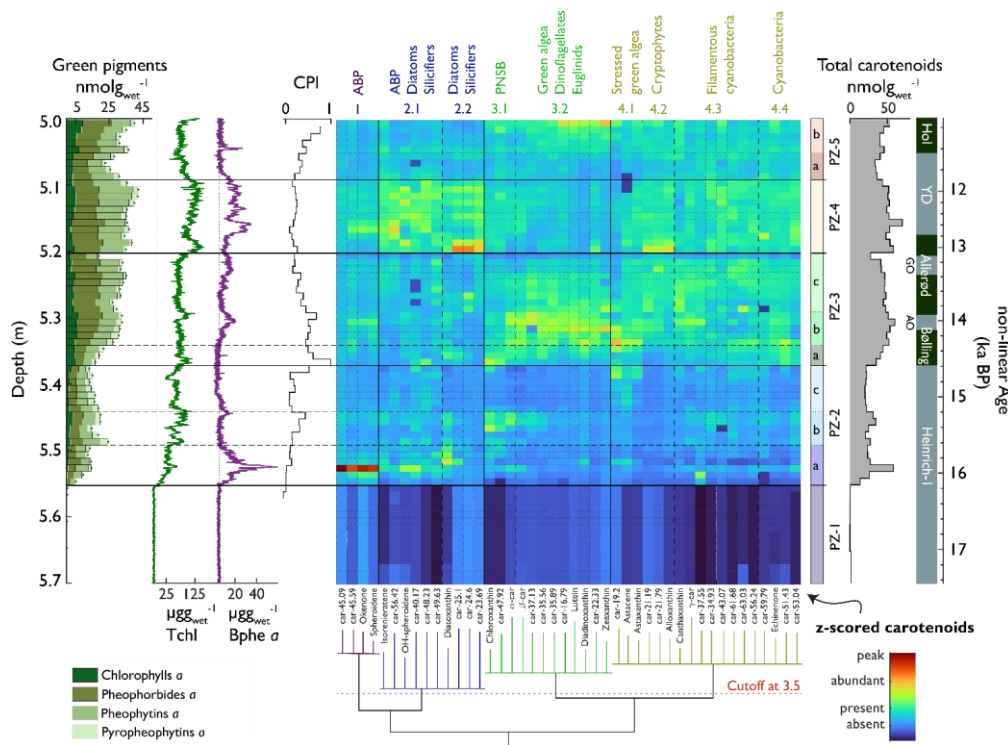 Green pigments
nmolg_wet^-1
5 25 45
CPI
0 1
ABP
1
ABP
Diatoms
Silicifiers
2.1
Diatoms
Silicifiers
2.2
PNSB
3.1
Green algea
Dinoflagellates
Euglinids
3.2
Stressed
green algea
4.1
Cryptophytes
4.2
Filamentous
cyanobacteria
4.3
Cyanobacteria
4.4
Total carotenoids
nmolg_wet^-1
0 50
Depth (m)
5.0
5.1
5.2
5.3
5.4
5.5
5.6
5.7
b
a
PZ-5
PZ-4
c
b
a
PZ-3
c
b
a
PZ-2
PZ-1
Hol
YD
Allerød
GO
AO
Bølling
Heinrich-1
12
13
14
15
16
17
non-linear Age
(ka BP)
25 125
µgg_wet^-1
Tchl
20 40
µgg_wet^-1
Bphe a
car-45.09
car-45.59
Okenone
Spheroidene
Isorenieratene
car-56.42
OH-spheroidene
car-40.17
car-48.23
car-49.63
Diatoxanthin
car-25.1
car-24.6
car-23.69
Chloroxanthin
car-47.92
α-car
β-car
car-37.13
car-35.56
car-35.89
car-16.79
Lutein
Diadinoxanthin
car-22.33
Zeaxanthin
car-19.2
Astacene
Astaxanthin
car-21.19
car-21.79
Alloxanthin
Canthaxanthin
γ-car
car-37.55
car-34.93
car-43.07
car-61.68
car-63.03
car-56.24
car-59.79
Echinenone
car-51.43
car-53.04
z-scored carotenoids
peak
abundant
present
absent
Cutoff at 3.5
Chlorophylls a
Pheophorbides a
Pheophytins a
Pyropheophytins a